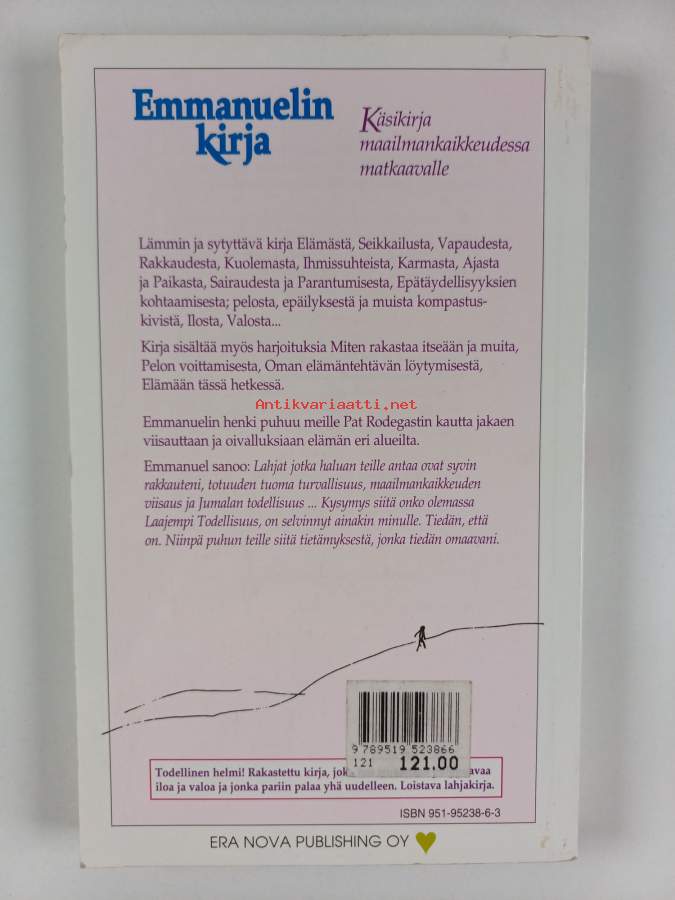 Emmanuelin
kirja
Käsikirja
maailmankaikkeudessa
matkaavalle
Lämmin ja sytyttävä kirja Elämästä, Seikkailusta, Vapaudesta,
Rakkaudesta, Kuolemasta, Ihmissuhteista, Karmasta, Ajasta
ja Paikasta, Sairaudesta ja Parantumisesta, Epätäydellisyyksien
kohtaamisesta; pelosta, epäilyksestä ja muista kompastus-
kivistä, Ilosta, Valosta...
Kirja sisältää myös harjoituksia Miten rakastaa itseään ja muita,
Pelon voittamisesta, Oman elämäntehtävän löytymisestä,
Elämään tässä hetkessä.
Antikvariaatti.net
Emmanuelin henki puhuu meille Pat Rodegastin kautta jakaen
viisauttaan ja oivalluksiaan elämän eri alueilta.
Emmanuel sanoo: Lahjat jotka haluan teille antaa ovat syvin
rakkauteni, totuuden tuoma turvallisuus, maailmankaikkeuden
viisaus ja Jumalan todellisuus ... Kysymys siitä onko olemassa
Laajempi Todellisuus, on selvinnyt ainakin minulle. Tiedän, että
on. Niinpä puhun teille siitä tietämyksestä, jonka tiedän omaavani.
9 789519 523866
121 121,00
Todellinen helmi! Rakastettu kirja, jok avaa
iloa ja valoa ja jonka pariin palaa yhä uudelleen. Loistava lahjakirja.
ISBN 951-95238-6-3
ERA NOVA PUBLISHING OY